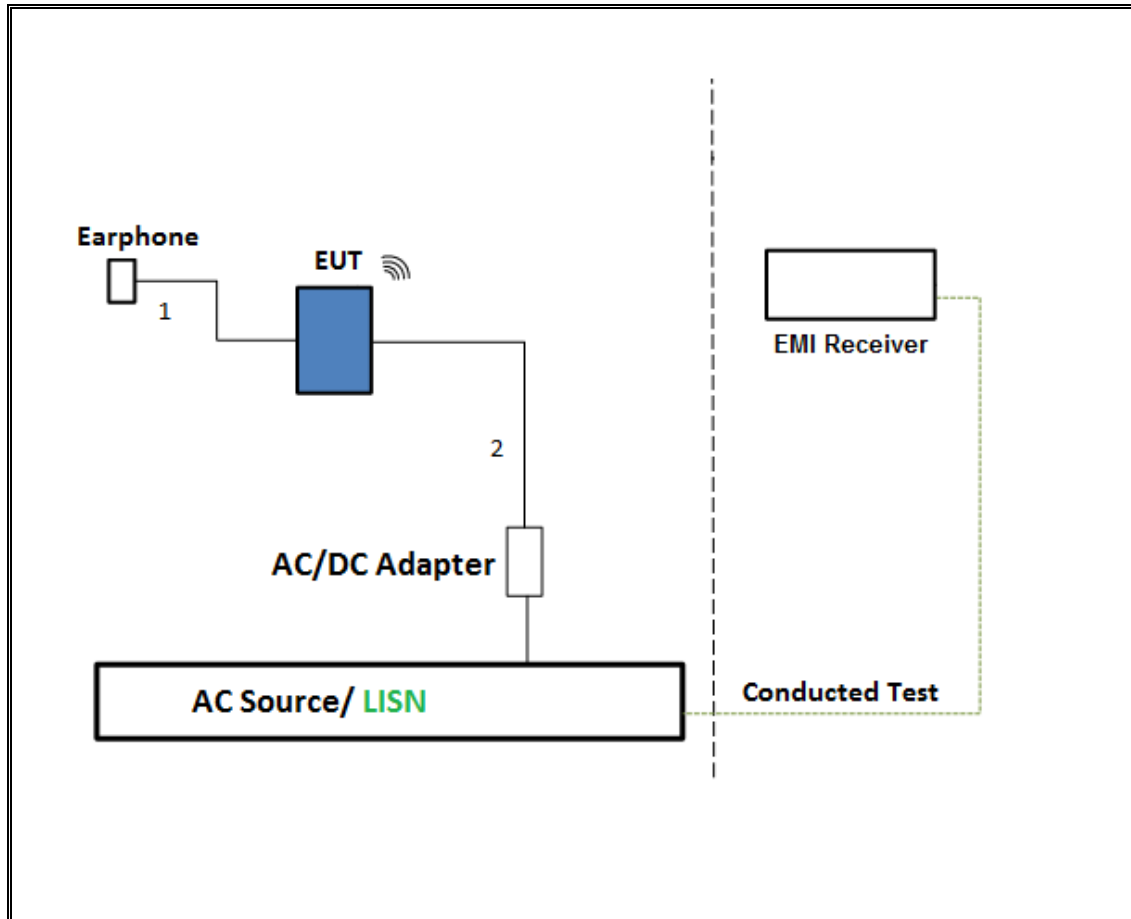 Earphone
EUT
1
EMI Receiver
2
AC/DC Adapter
AC Source/ LISN
Conducted Test